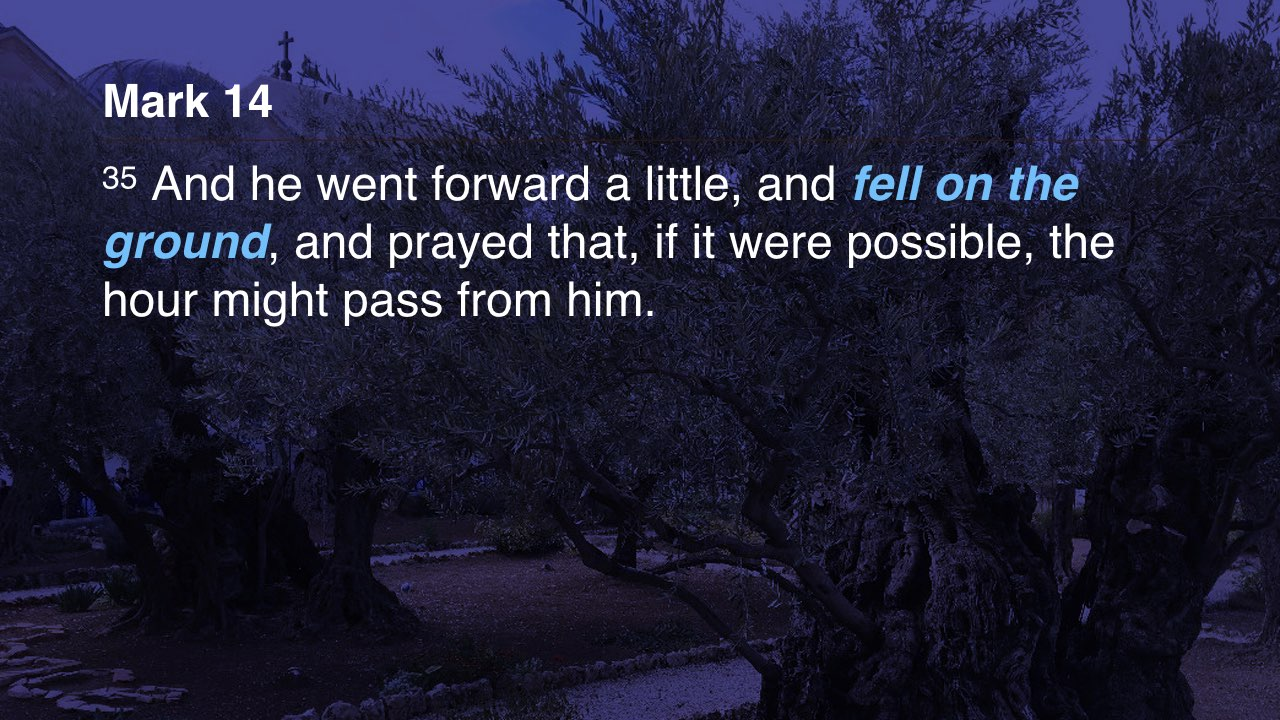 Mark 14
35 And he went forward a little, and fell on the
ground, and prayed that, if it were possible, the
hour might pass from him.